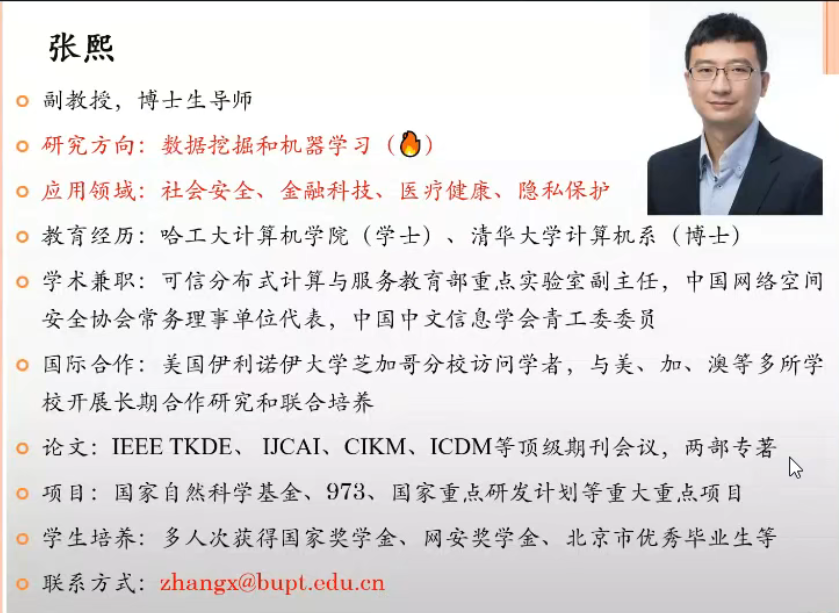 张熙
副教授，博士生导师
研究方向：数据挖掘和机器学习（🔥）
应用领域：社会安全、金融科技、医疗健康、隐私保护
教育经历：哈工大计算机学院（学士）、清华大学计算机系（博士）
学术兼职：可信分布式计算与服务教育部重点实验室副主任，中国网络空间
安全协会常务理事单位代表，中国中文信息学会青工委委员
国际合作：美国伊利诺伊大学芝加哥分校访问学者，与美、加、澳等多所学
校开展长期合作研究和联合培养
论文：IEEE TKDE、 IJCAI、CIKM、ICDM等顶级期刊会议，两部专著
项目：国家自然科学基金、973、国家重点研发计划等重大重点项目
学生培养：多人次获得国家奖学金、网安奖学金、北京市优秀毕业生等
联系方式：zhangx@bupt.edu.cn